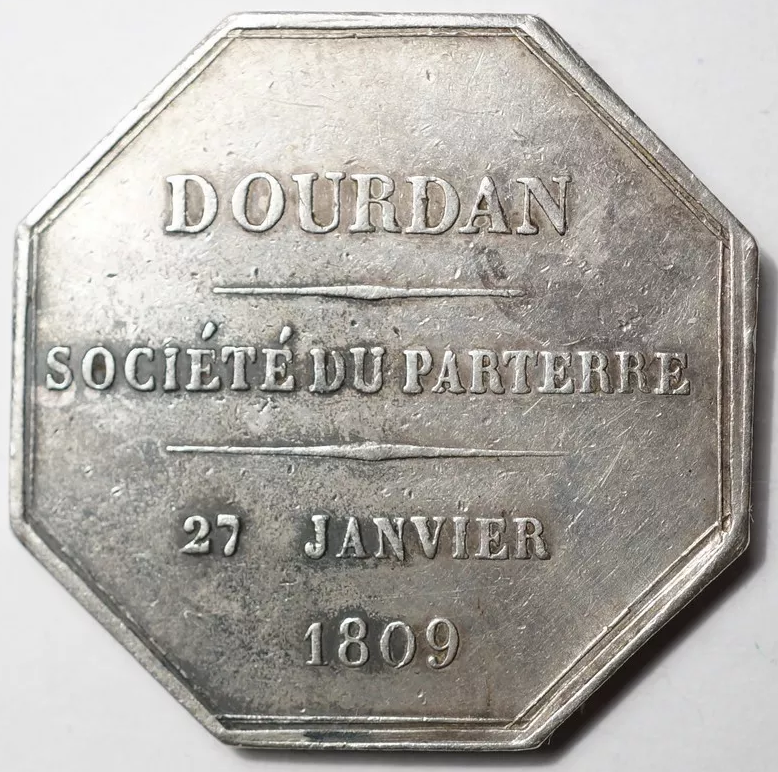 DOURDAN
SOCIÉTÉ DU PARTERRE
27 JANVIER
1809